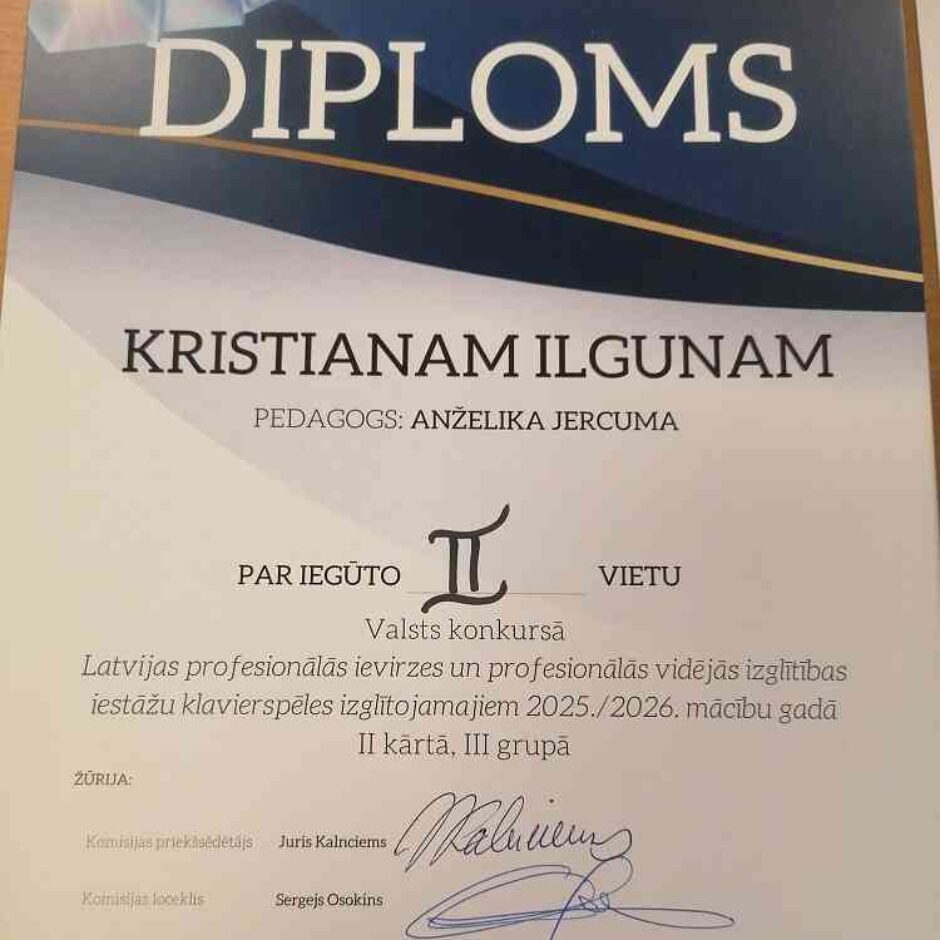 DIPLOMS
KRISTIANAM ILGUNAM
PEDAGOGS: ANŽELIKA JERCUMA
PAR IEGŪTO II VIETU
Valsts konkursā
Latvijas profesionālās ievirzes un profesionālās vidējās izglītības
iestāžu klavierspēles izglītojamajiem 2025./2026. mācību gadā
II kārtā, III grupā
ŽŪRIJA:
Komisijas priekšsēdētājs Juris Kalnciems Kalnciems
Komisijas loceklis Sergejs Osokins